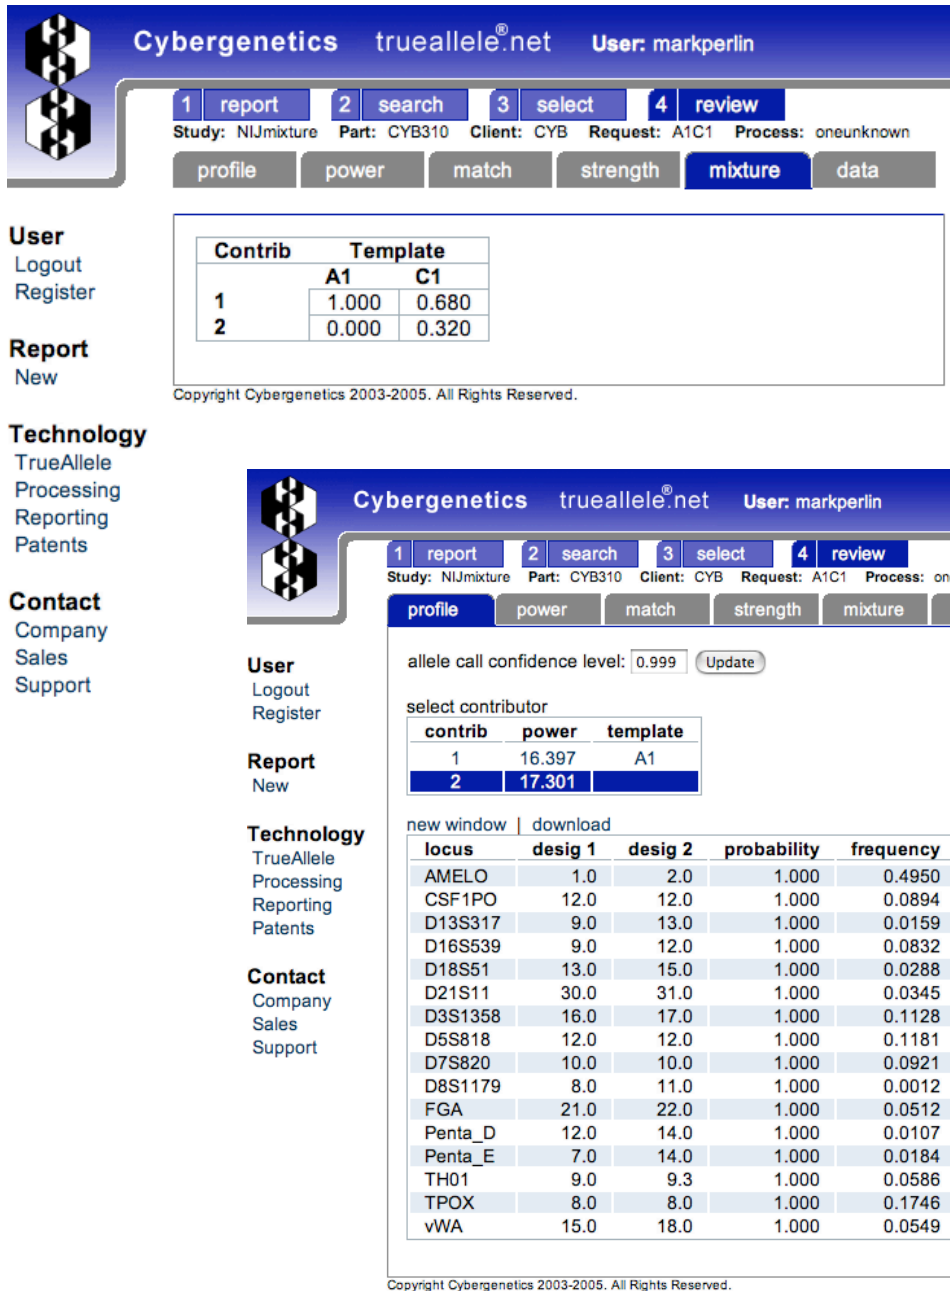 Cybergenetics trueallele®.net User: markperlin
1 report 2 search 3 select 4 review
Study: NIJmixture Part: CYB310 Client: CYB Request: A1C1 Process: oneunknown
profile power match strength mixture data
User
Logout
Register
Report
New
Technology
TrueAllele
Processing
Reporting
Patents
Contact
Company
Sales
Support
Contrib Template
A1 C1
1 1.000 0.680
2 0.000 0.320
Copyright Cybergenetics 2003-2005. All Rights Reserved.
Cybergenetics trueallele®.net User: markperlin
1 report 2 search 3 select 4 review
Study: NIJmixture Part: CYB310 Client: CYB Request: A1C1 Process: on
profile power match strength mixture
User
Logout
Register
Report
New
Technology
TrueAllele
Processing
Reporting
Patents
Contact
Company
Sales
Support
allele call confidence level: 0.999 Update
select contributor
contrib power template
1 16.397 A1
2 17.301
new window | download
locus desig 1 desig 2 probability frequency
AMELO 1.0 2.0 1.000 0.4950
CSF1PO 12.0 12.0 1.000 0.0894
D13S317 9.0 13.0 1.000 0.0159
D16S539 9.0 12.0 1.000 0.0832
D18S51 13.0 15.0 1.000 0.0288
D21S11 30.0 31.0 1.000 0.0345
D3S1358 16.0 17.0 1.000 0.1128
D5S818 12.0 12.0 1.000 0.1181
D7S820 10.0 10.0 1.000 0.0921
D8S1179 8.0 11.0 1.000 0.0012
FGA 21.0 22.0 1.000 0.0512
Penta_D 12.0 14.0 1.000 0.0107
Penta_E 7.0 14.0 1.000 0.0184
TH01 9.0 9.3 1.000 0.0586
TPOX 8.0 8.0 1.000 0.1746
vWA 15.0 18.0 1.000 0.0549
Copyright Cybergenetics 2003-2005. All Rights Reserved.